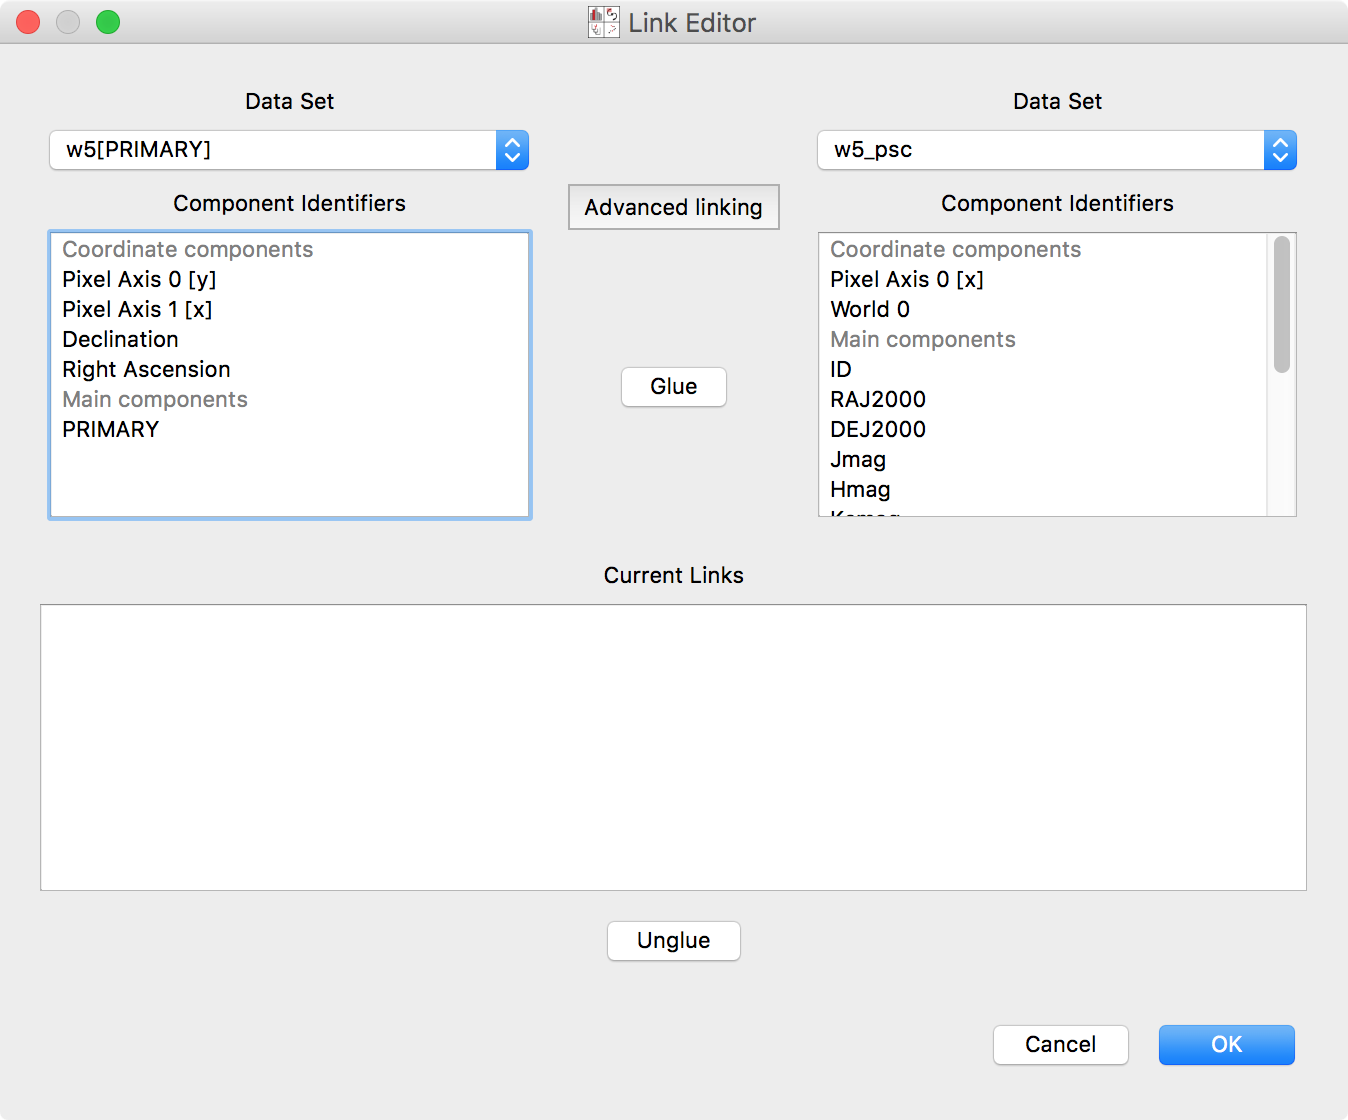 Link Editor
Data Set
w5[PRIMARY]
Component Identifiers
Coordinate components
Pixel Axis 0 [y]
Pixel Axis 1 [x]
Declination
Right Ascension
Main components
PRIMARY
Advanced linking
Glue
Data Set
w5_psc
Component Identifiers
Coordinate components
Pixel Axis 0 [x]
World 0
Main components
ID
RAJ2000
DEJ2000
Jmag
Hmag
Current Links
Unglue
Cancel
OK